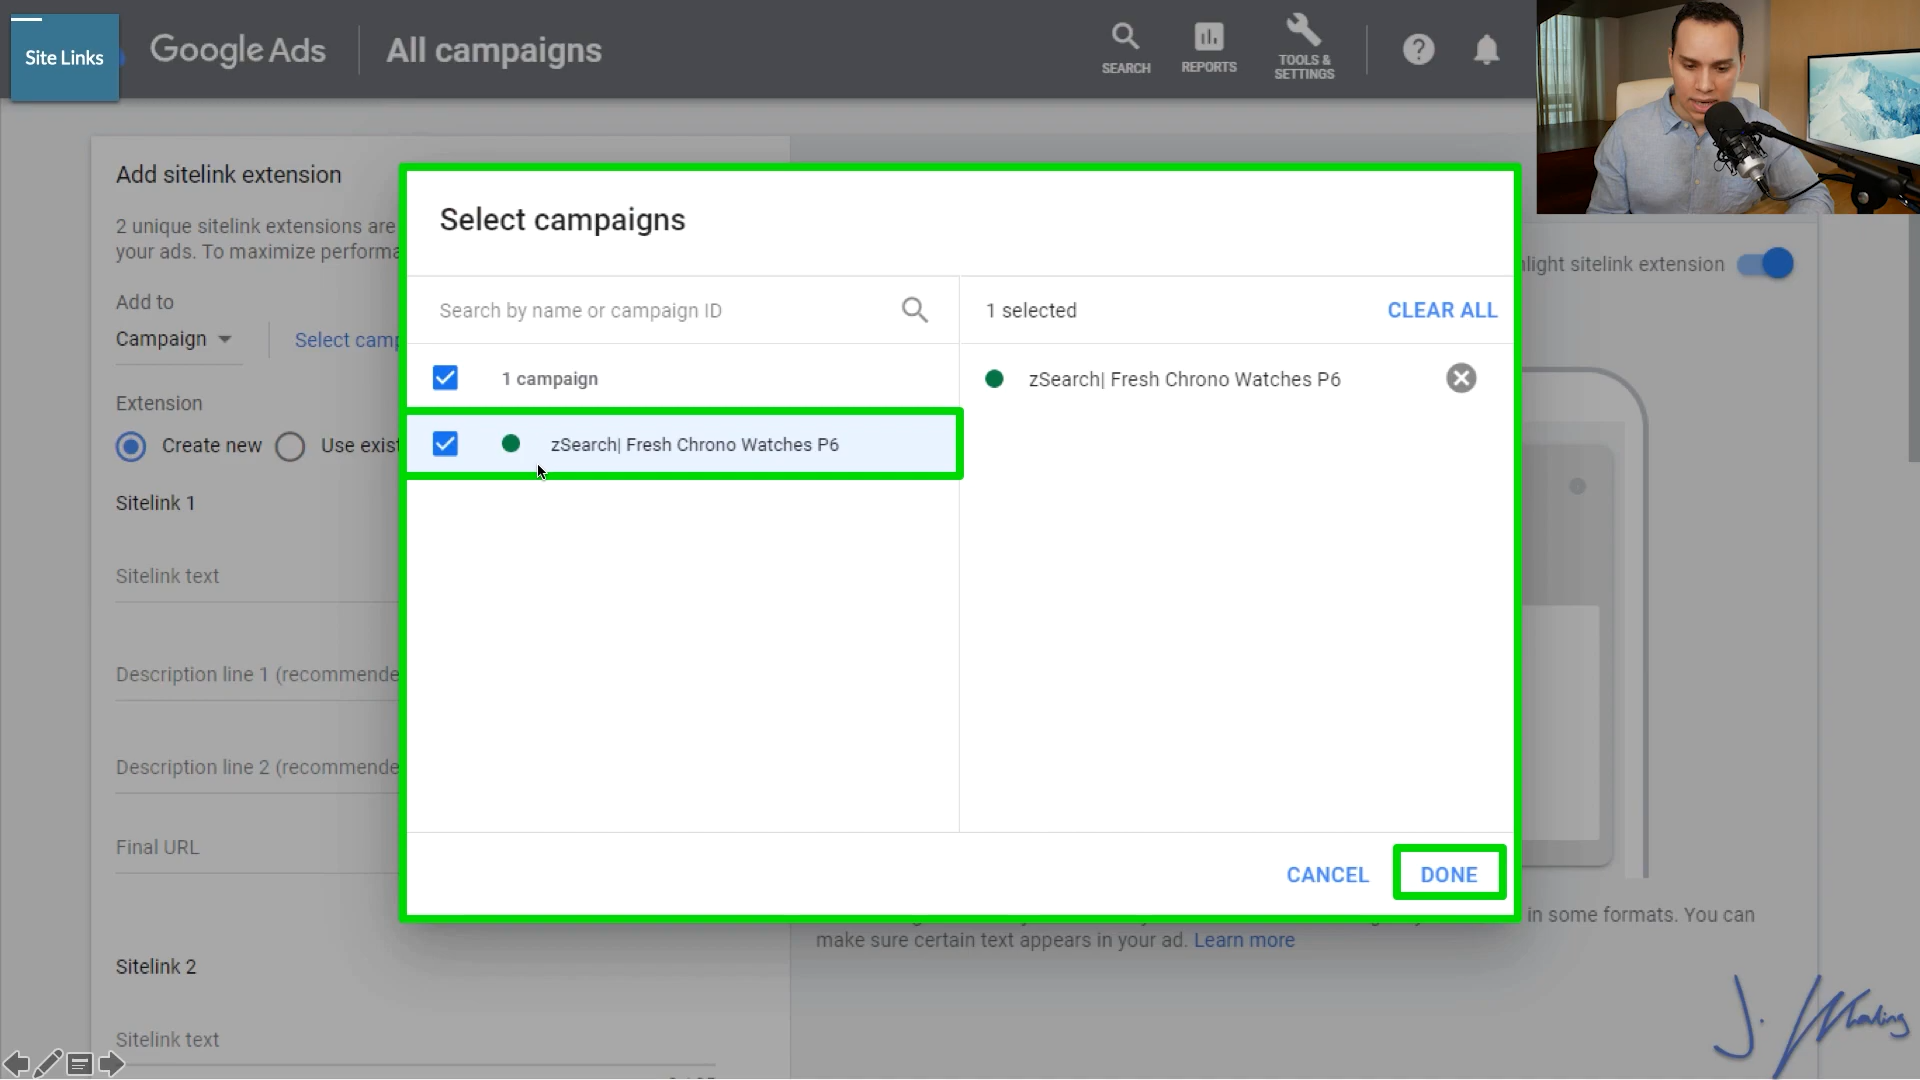 Site Links
Google Ads
All campaigns
SEARCH
REPORTS
TOOLS &
SETTINGS
Add sitelink extension
2 unique sitelink extensions are
your ads. To maximize performa
Add to
Campaign
Select camp
Extension
Create new
Use exist
Sitelink 1
Sitelink text
Description line 1 (recommende
Description line 2 (recommende
Final URL
Sitelink 2
Sitelink text
Select campaigns
Search by name or campaign ID
1 selected
CLEAR ALL
1 campaign
zSearch| Fresh Chrono Watches P6
zSearch| Fresh Chrono Watches P6
CANCEL
DONE
light sitelink extension
in some formats. You can
make sure certain text appears in your ad. Learn more